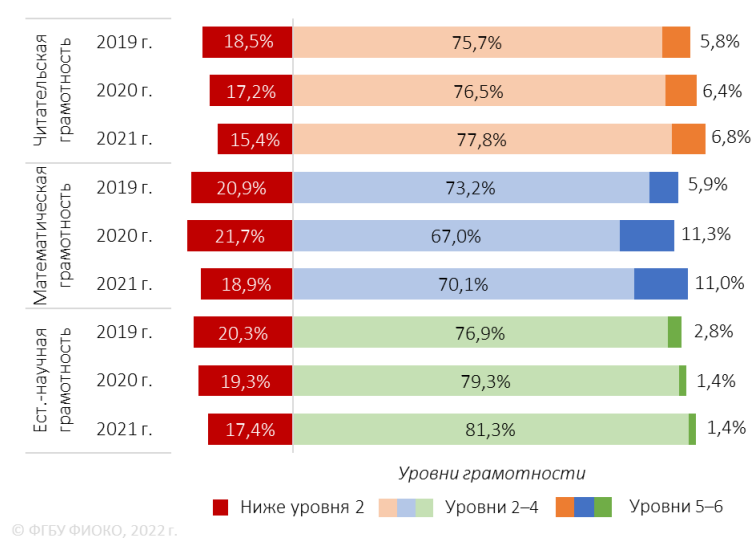 Читательская
грамотность
2019 г.
18,5%
75,7%
5,8%
2020 г.
17,2%
76,5%
6,4%
2021 г.
15,4%
77,8%
6,8%
Математическая
грамотность
2019 г.
20,9%
73,2%
5,9%
2020 г.
21,7%
67,0%
11,3%
2021 г.
18,9%
70,1%
11,0%
Ест.-научная
грамотность
2019 г.
20,3%
76,9%
2,8%
2020 г.
19,3%
79,3%
1,4%
2021 г.
17,4%
81,3%
1,4%
Уровни грамотности
Ниже уровня 2
Уровни 2–4
Уровни 5–6
© ФГБУ ФИОКО, 2022 г.